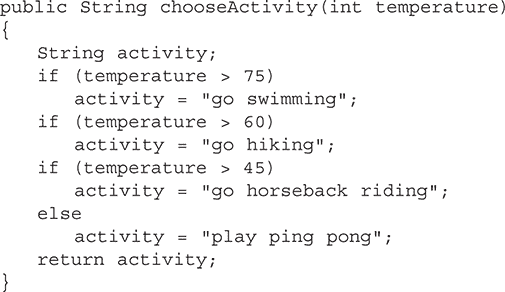 public String chooseActivity(int temperature)
{
   String activity;
   if (temperature > 75)
      activity = "go swimming";
   if (temperature > 60)
      activity = "go hiking";
   if (temperature > 45)
      activity = "go horseback riding";
   else
      activity = "play ping pong";
   return activity;
}